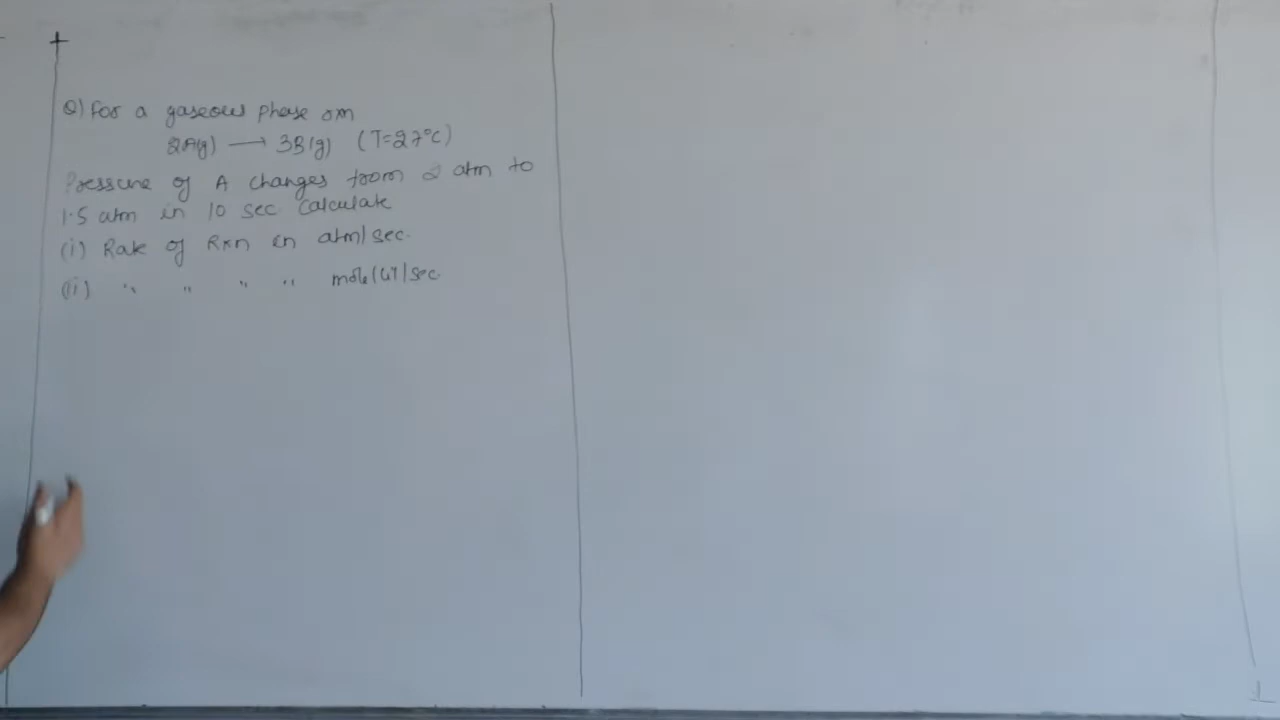 Q) For a gaseous phase rxn
2A(g) ⟶ 3B(g) (T=27°C)
Pressure of A changes from 2 atm to
1.5 atm in 10 sec. Calculate
(i) Rate of Rxn in atm/sec.
(ii) " " " " mole/LT/sec.